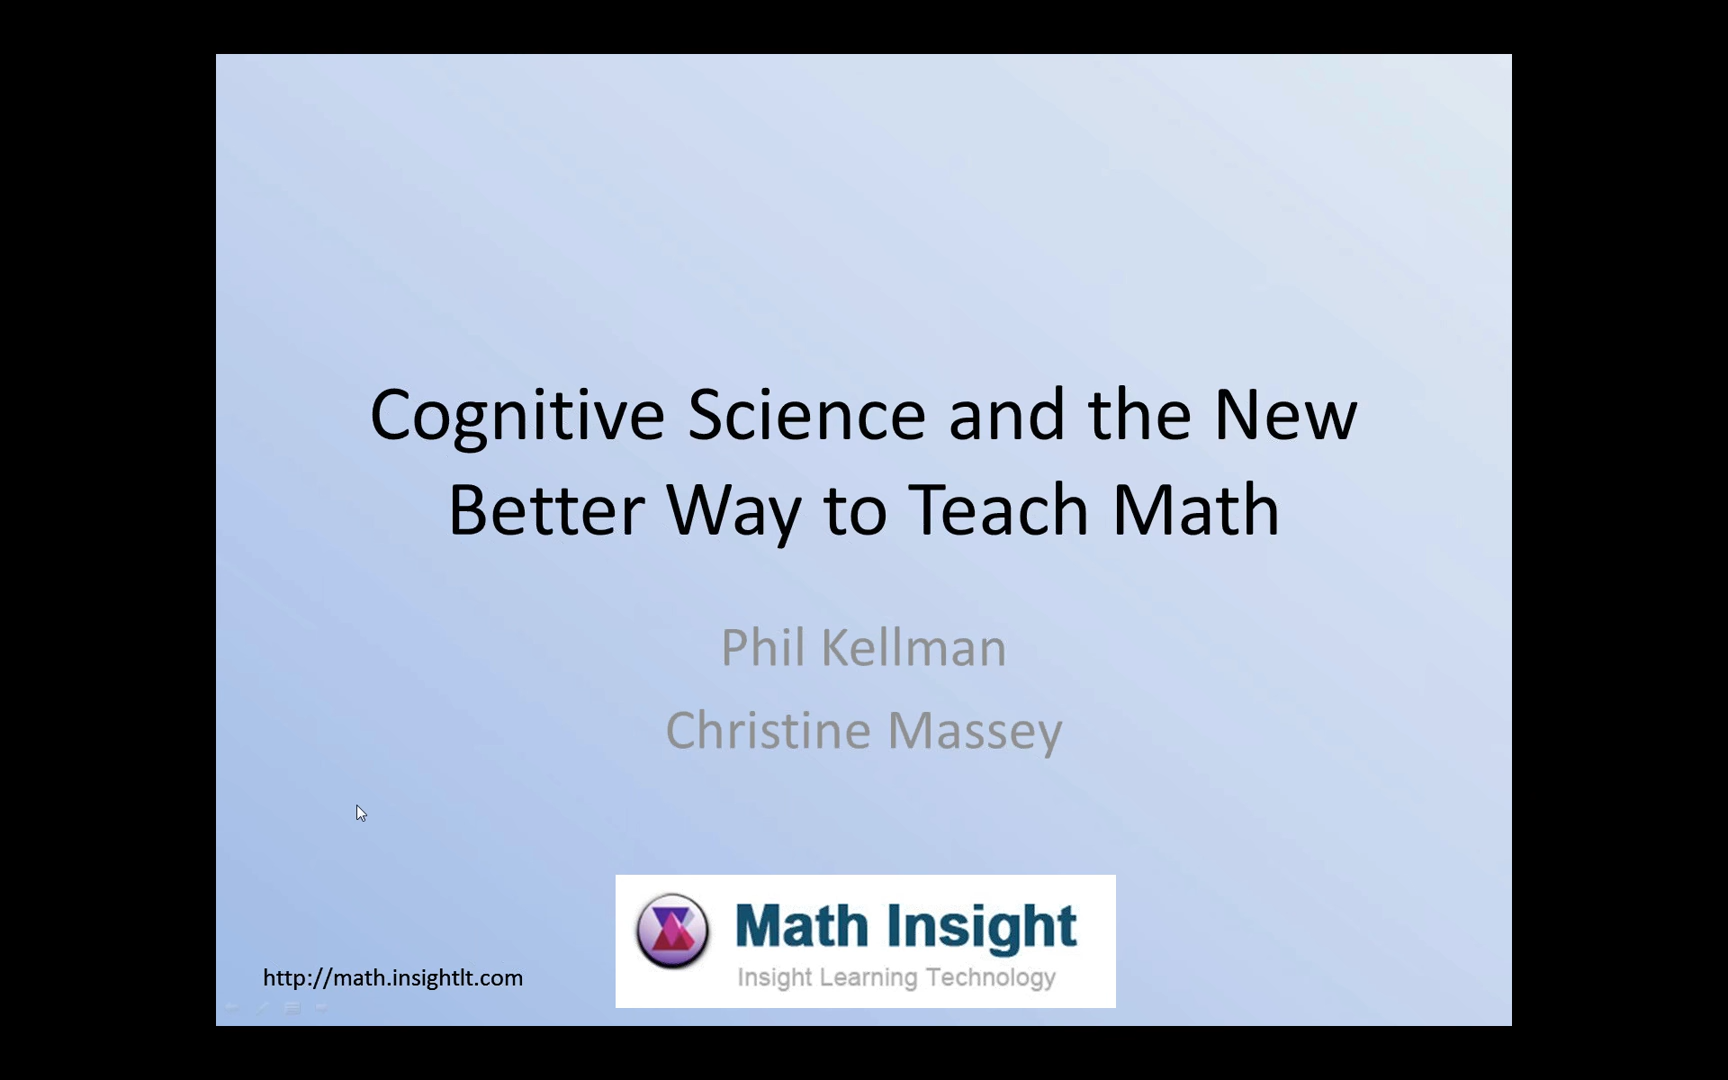 Cognitive Science and the New
Better Way to Teach Math
Phil Kellman
Christine Massey
Math Insight
Insight Learning Technology
http://math.insightlt.com